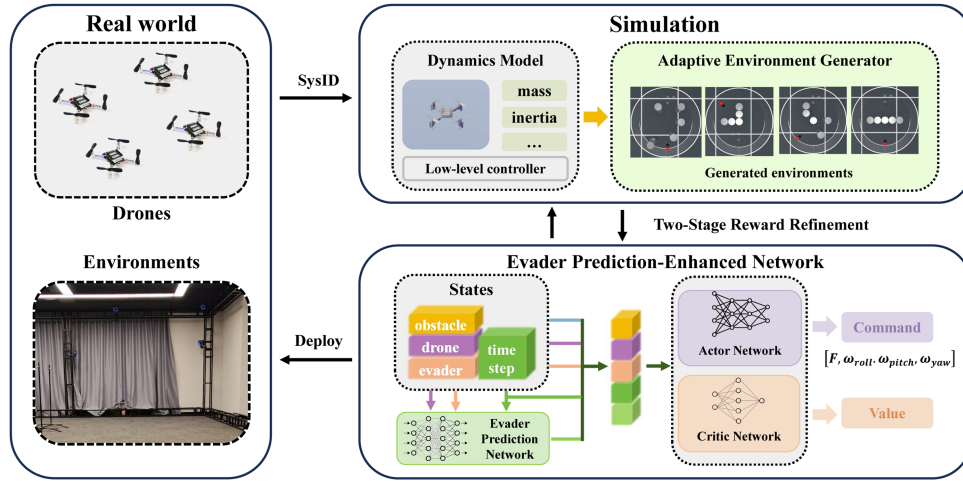 Real world
Drones
Environments
SysID
Deploy
Simulation
Dynamics Model
mass
inertia
...
Low-level controller
Adaptive Environment Generator
Generated environments
Two-Stage Reward Refinement
Evader Prediction-Enhanced Network
States
obstacle
drone
evader
time
step
Evader
Prediction
Network
Actor Network
Critic Network
Command
[F, ω_roll, ω_pitch, ω_yaw]
Value